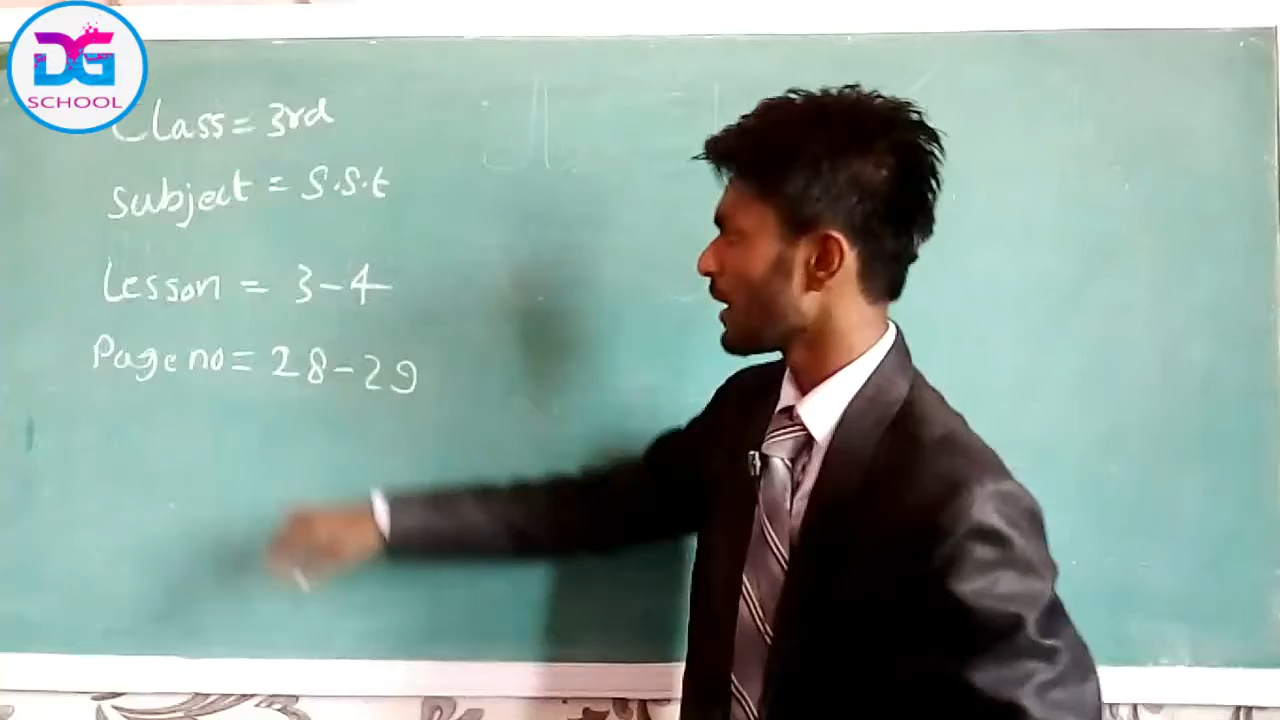 DG
SCHOOL
Class = 3rd
Subject = S.S.t
Lesson = 3-4
Page no = 28-29